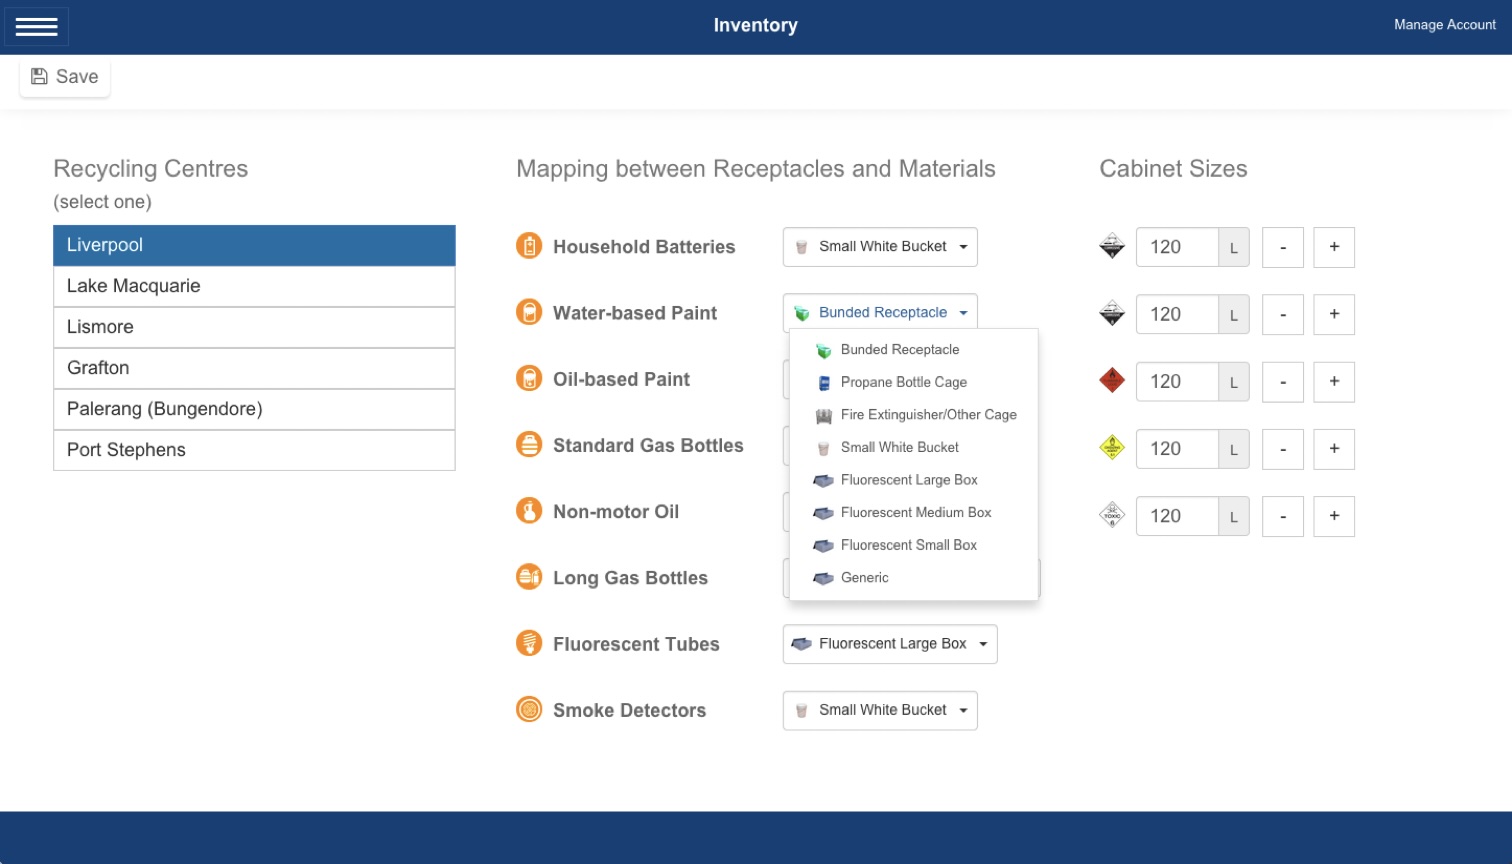 Inventory
Manage Account
Save
Recycling Centres
(select one)
Liverpool
Lake Macquarie
Lismore
Grafton
Palerang (Bungendore)
Port Stephens
Mapping between Receptacles and Materials
Household Batteries
Small White Bucket
Water-based Paint
Bunded Receptacle
Bunded Receptacle
Propane Bottle Cage
Fire Extinguisher/Other Cage
Small White Bucket
Fluorescent Large Box
Fluorescent Medium Box
Fluorescent Small Box
Generic
Oil-based Paint
Standard Gas Bottles
Non-motor Oil
Long Gas Bottles
Fluorescent Tubes
Fluorescent Large Box
Smoke Detectors
Small White Bucket
Cabinet Sizes
120 L - +
120 L - +
120 L - +
120 L - +
TOXIC 6 120 L - +